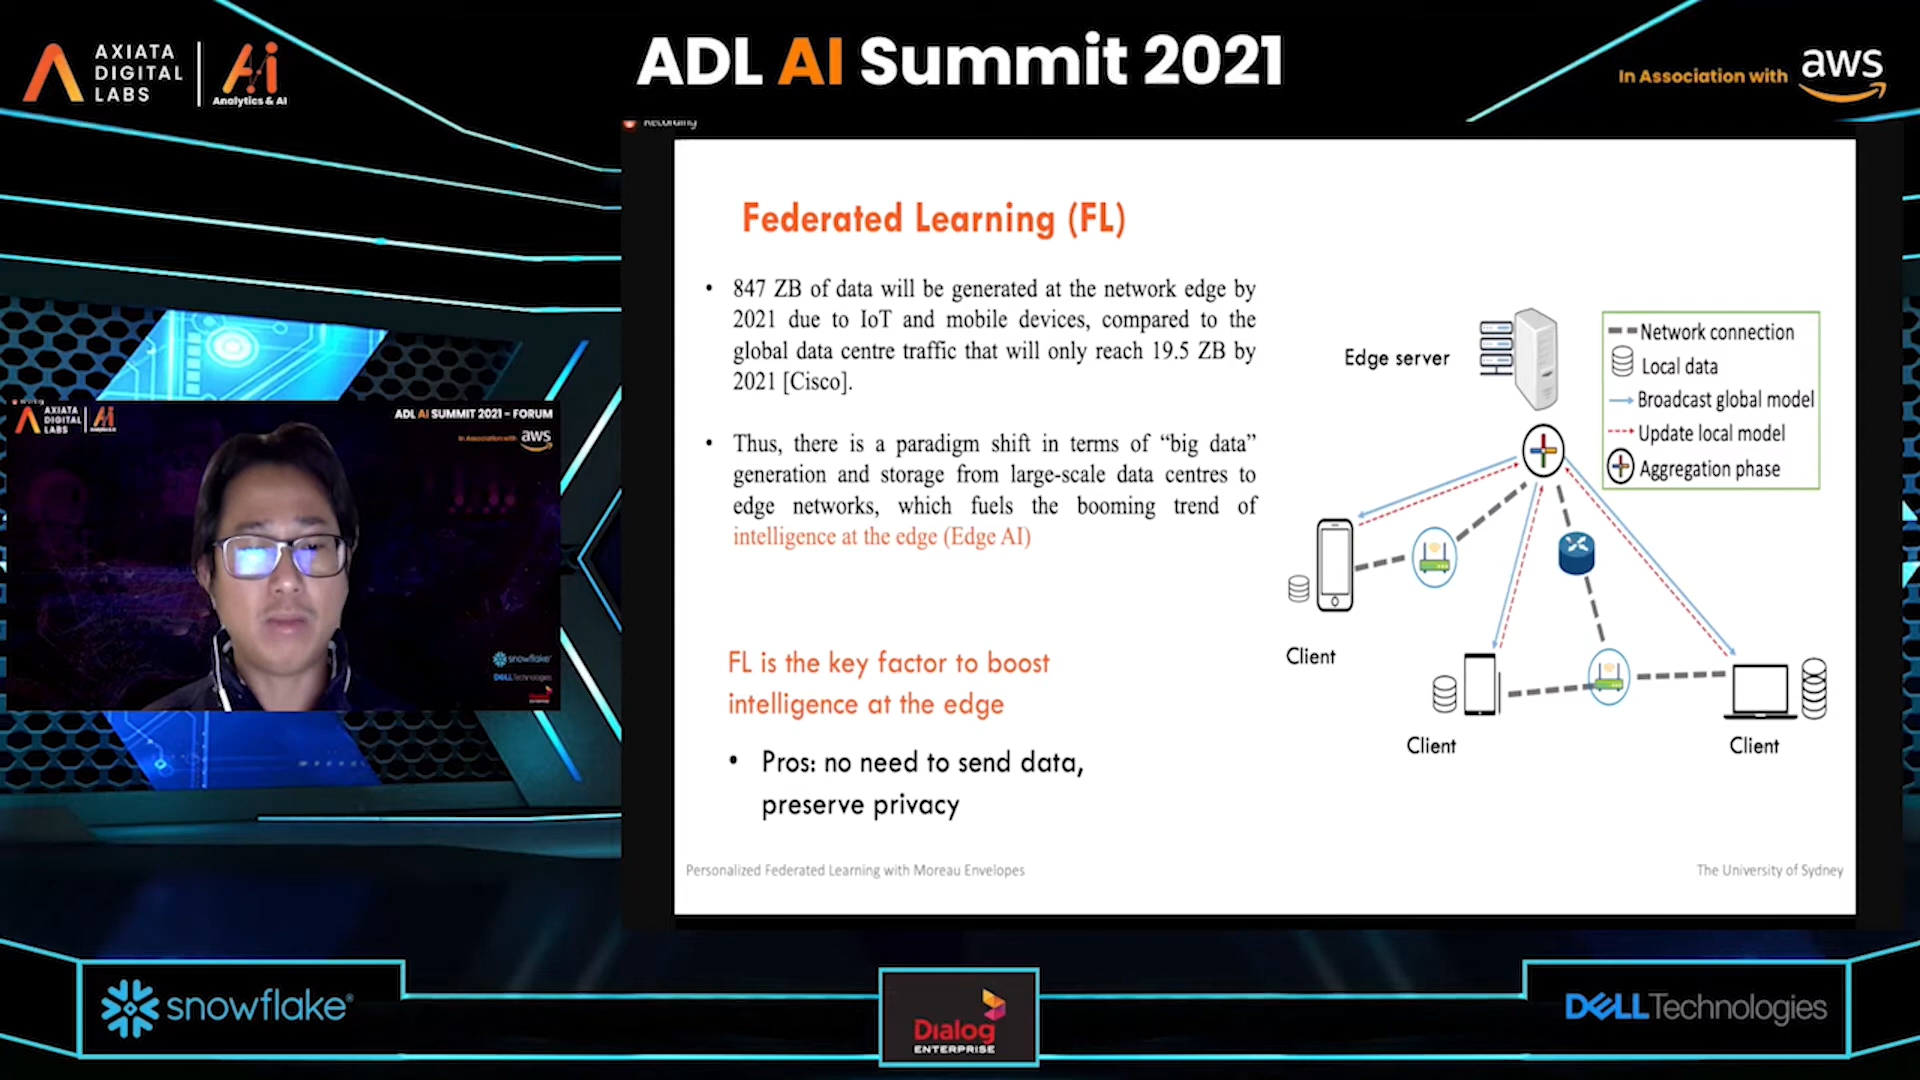 AXIATA
DIGITAL
LABS
Ai
Analytics & AI
ADL AI Summit 2021
In Association with aws
Recording
Federated Learning (FL)
• 847 ZB of data will be generated at the network edge by
2021 due to IoT and mobile devices, compared to the
global data centre traffic that will only reach 19.5 ZB by
2021 [Cisco].
• Thus, there is a paradigm shift in terms of “big data”
generation and storage from large-scale data centres to
edge networks, which fuels the booming trend of
intelligence at the edge (Edge AI)
FL is the key factor to boost
intelligence at the edge
• Pros: no need to send data,
preserve privacy
Edge server
Network connection
Local data
Broadcast global model
Update local model
Aggregation phase
Client
Client
Client
Personalized Federated Learning with Moreau Envelopes
The University of Sydney
AXIATA
DIGITAL
LABS
Ai
ADL AI SUMMIT 2021 - FORUM
In Association with aws
snowflake
DELL Technologies
snowflake®
Dialog
ENTERPRISE
DELL Technologies